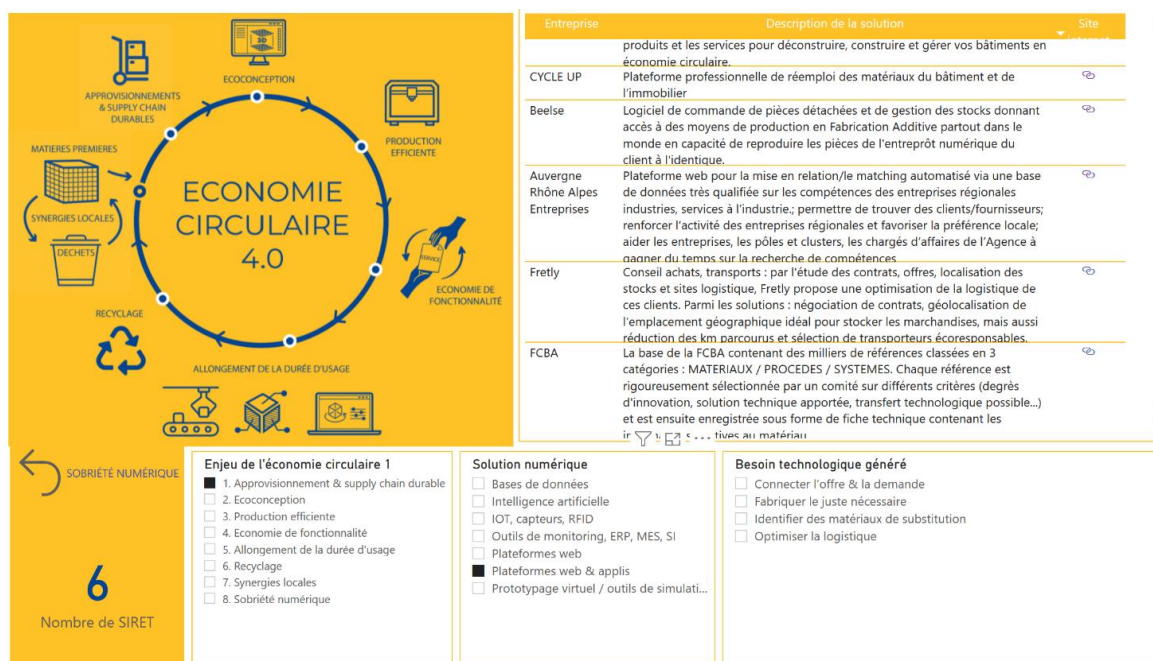 ECOCONCEPTION
APPROVISIONNEMENTS
& SUPPLY CHAIN
DURABLES
PRODUCTION
EFFICIENTE
MATIERES PREMIERES
SYNERGIES LOCALES
DECHETS
ECONOMIE
CIRCULAIRE
4.0
SERVICE
ECONOMIE DE
FONCTIONNALITÉ
RECYCLAGE
ALLONGEMENT DE LA DURÉE D'USAGE
3D
Entreprise Description de la solution Site
produits et les services pour déconstruire, construire et gérer vos bâtiments en
économie circulaire.
CYCLE UP Plateforme professionnelle de réemploi des matériaux du bâtiment et de
l'immobilier
Beelse Logiciel de commande de pièces détachées et de gestion des stocks donnant
accès à des moyens de production en Fabrication Additive partout dans le
monde en capacité de reproduire les pièces de l'entreprôt numérique du
client à l'identique.
Auvergne Plateforme web pour la mise en relation/le matching automatisé via une base
Rhône Alpes de données très qualifiée sur les compétences des entreprises régionales
Entreprises industries, services à l'industrie.; permettre de trouver des clients/fournisseurs;
renforcer l'activité des entreprises régionales et favoriser la préférence locale;
aider les entreprises, les pôles et clusters, les chargés d'affaires de l'Agence à
gagner du temps sur la recherche de compétences
Fretly Conseil achats, transports : par l'étude des contrats, offres, localisation des
stocks et sites logistique, Fretly propose une optimisation de la logistique de
ces clients. Parmi les solutions : négociation de contrats, géolocalisation de
l'emplacement géographique idéal pour stocker les marchandises, mais aussi
réduction des km parcourus et sélection de transporteurs écoresponsables.
FCBA La base de la FCBA contenant des milliers de références classées en 3
catégories : MATERIAUX / PROCEDES / SYSTEMES. Chaque référence est
rigoureusement sélectionnée par un comité sur différents critères (degrès
d'innovation, solution technique apportée, transfert technologique possible...)
et est ensuite enregistrée sous forme de fiche technique contenant les
au matériau
SOBRIÉTÉ NUMÉRIQUE
6
Nombre de SIRET
Enjeu de l'économie circulaire 1
1. Approvisionnement & supply chain durable
2. Ecoconception
3. Production efficiente
4. Economie de fonctionnalité
5. Allongement de la durée d'usage
6. Recyclage
7. Synergies locales
8. Sobriété numérique
Solution numérique
Bases de données
Intelligence artificielle
IOT, capteurs, RFID
Outils de monitoring, ERP, MES, SI
Plateformes web
Plateformes web & applis
Prototypage virtuel / outils de simulati...
Besoin technologique généré
Connecter l'offre & la demande
Fabriquer le juste nécessaire
Identifier des matériaux de substitution
Optimiser la logistique